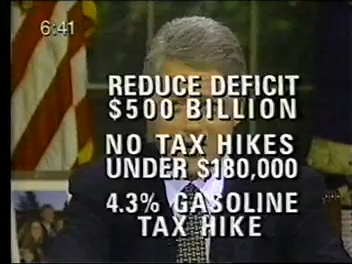 6:41
REDUCE DEFICIT
$500 BILLION
NO TAX HIKES
UNDER $180,000
4.3% GASOLINE
TAX HIKE